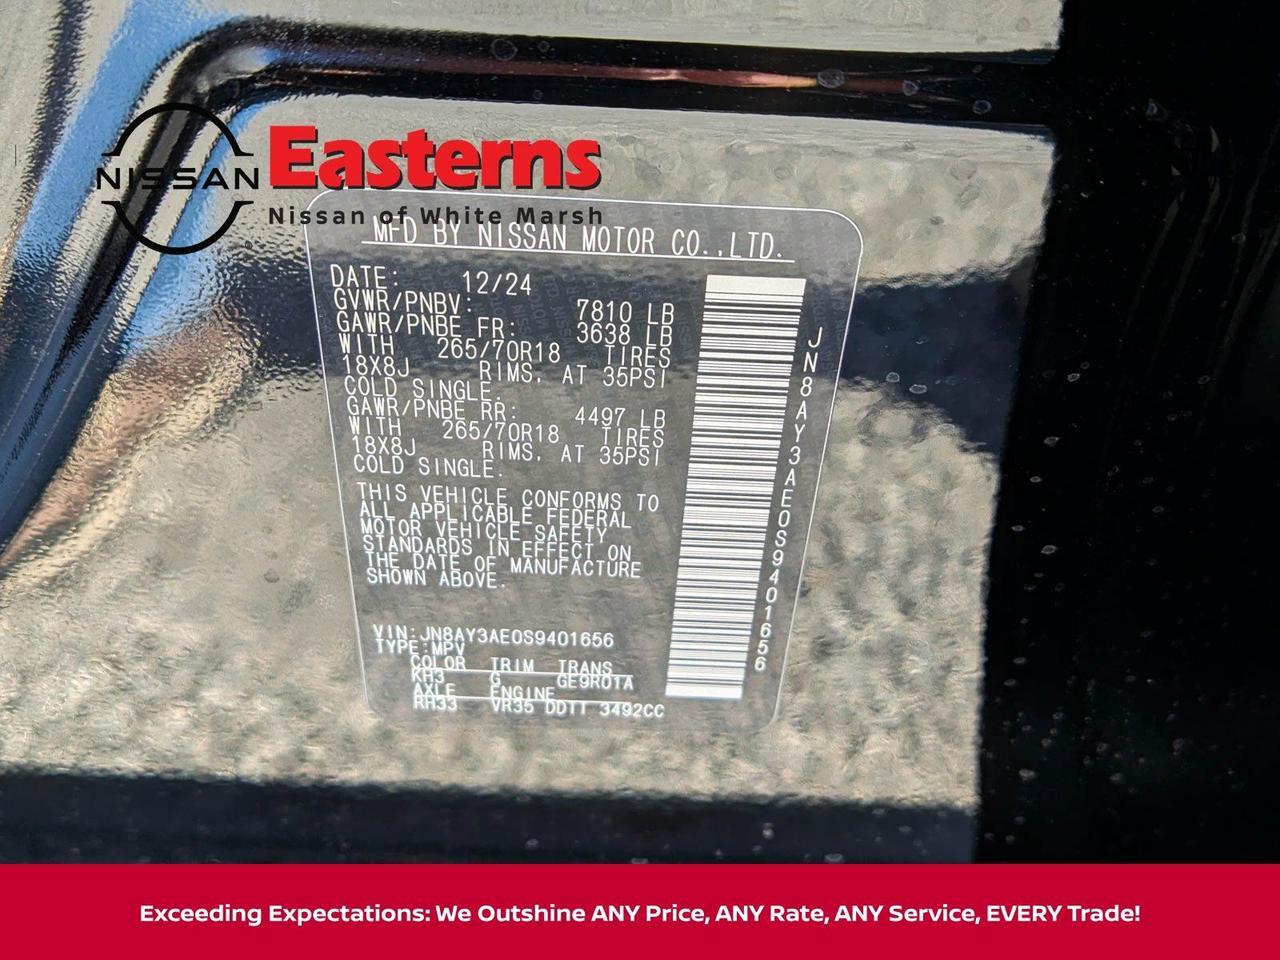 NISSAN
Easterns
Nissan of White Marsh
MFD BY NISSAN MOTOR CO.,LTD.
DATE: 12/24
GVWR/PNBV: 7810 LB
GAWR/PNBE FR: 3638 LB
WITH 265/70R18 TIRES
18X8J RIMS, AT 35PSI
COLD SINGLE.
GAWR/PNBE RR: 4497 LB
WITH 265/70R18 TIRES
18X8J RIMS, AT 35PSI
COLD SINGLE.
THIS VEHICLE CONFORMS TO
ALL APPLICABLE FEDERAL
MOTOR VEHICLE SAFETY
STANDARDS IN EFFECT ON
THE DATE OF MANUFACTURE
SHOWN ABOVE.
VIN:JN8AY3AE0S9401656
TYPE:MPV
COLOR TRIM TRANS
KH3 G GE9R01A
AXLE ENGINE
RH33 VR35 DDTT 3492CC
JN8AY3AE0S9401656
Exceeding Expectations: We Outshine ANY Price, ANY Rate, ANY Service, EVERY Trade!